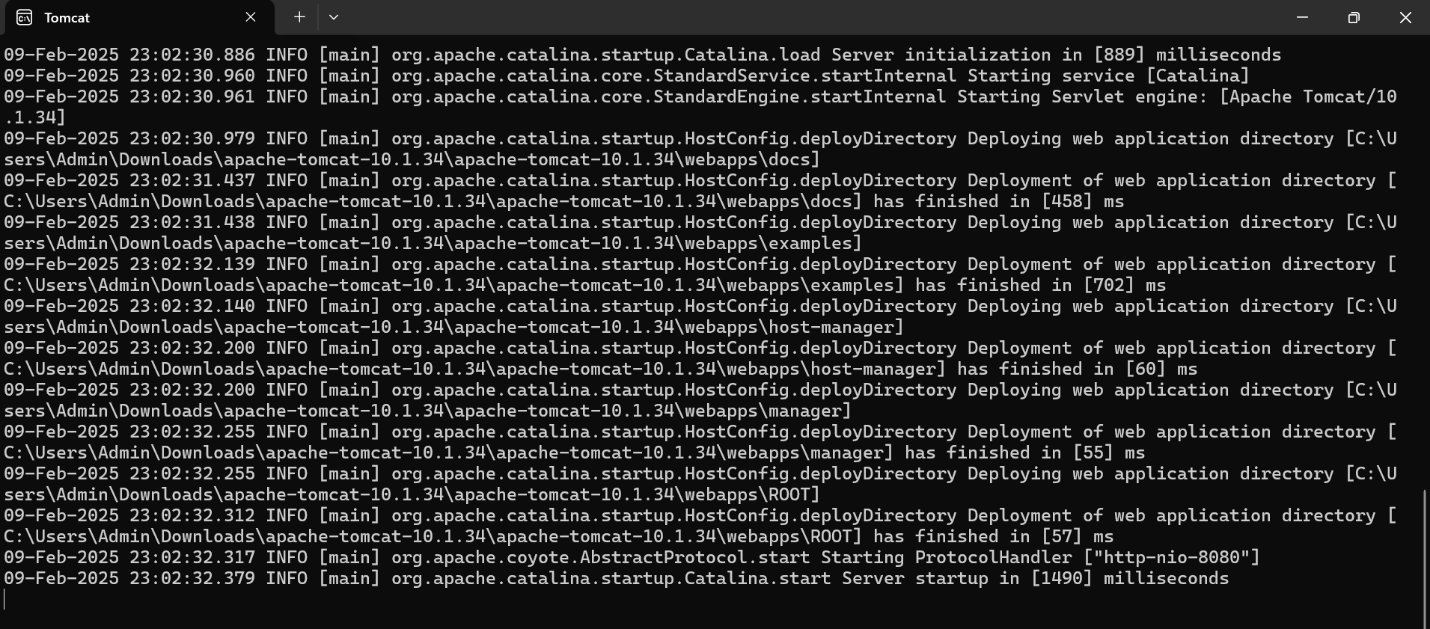 Tomcat
09-Feb-2025 23:02:30.886 INFO [main] org.apache.catalina.startup.Catalina.load Server initialization in [889] milliseconds
09-Feb-2025 23:02:30.960 INFO [main] org.apache.catalina.core.StandardService.startInternal Starting service [Catalina]
09-Feb-2025 23:02:30.961 INFO [main] org.apache.catalina.core.StandardEngine.startInternal Starting Servlet engine: [Apache Tomcat/10
.1.34]
09-Feb-2025 23:02:30.979 INFO [main] org.apache.catalina.startup.HostConfig.deployDirectory Deploying web application directory [C:\U
sers\Admin\Downloads\apache-tomcat-10.1.34\apache-tomcat-10.1.34\webapps\docs]
09-Feb-2025 23:02:31.437 INFO [main] org.apache.catalina.startup.HostConfig.deployDirectory Deployment of web application directory [
C:\Users\Admin\Downloads\apache-tomcat-10.1.34\apache-tomcat-10.1.34\webapps\docs] has finished in [458] ms
09-Feb-2025 23:02:31.438 INFO [main] org.apache.catalina.startup.HostConfig.deployDirectory Deploying web application directory [C:\U
sers\Admin\Downloads\apache-tomcat-10.1.34\apache-tomcat-10.1.34\webapps\examples]
09-Feb-2025 23:02:32.139 INFO [main] org.apache.catalina.startup.HostConfig.deployDirectory Deployment of web application directory [
C:\Users\Admin\Downloads\apache-tomcat-10.1.34\apache-tomcat-10.1.34\webapps\examples] has finished in [702] ms
09-Feb-2025 23:02:32.140 INFO [main] org.apache.catalina.startup.HostConfig.deployDirectory Deploying web application directory [C:\U
sers\Admin\Downloads\apache-tomcat-10.1.34\apache-tomcat-10.1.34\webapps\host-manager]
09-Feb-2025 23:02:32.200 INFO [main] org.apache.catalina.startup.HostConfig.deployDirectory Deployment of web application directory [
C:\Users\Admin\Downloads\apache-tomcat-10.1.34\apache-tomcat-10.1.34\webapps\host-manager] has finished in [60] ms
09-Feb-2025 23:02:32.200 INFO [main] org.apache.catalina.startup.HostConfig.deployDirectory Deploying web application directory [C:\U
sers\Admin\Downloads\apache-tomcat-10.1.34\apache-tomcat-10.1.34\webapps\manager]
09-Feb-2025 23:02:32.255 INFO [main] org.apache.catalina.startup.HostConfig.deployDirectory Deployment of web application directory [
C:\Users\Admin\Downloads\apache-tomcat-10.1.34\apache-tomcat-10.1.34\webapps\manager] has finished in [55] ms
09-Feb-2025 23:02:32.255 INFO [main] org.apache.catalina.startup.HostConfig.deployDirectory Deploying web application directory [C:\U
sers\Admin\Downloads\apache-tomcat-10.1.34\apache-tomcat-10.1.34\webapps\ROOT]
09-Feb-2025 23:02:32.312 INFO [main] org.apache.catalina.startup.HostConfig.deployDirectory Deployment of web application directory [
C:\Users\Admin\Downloads\apache-tomcat-10.1.34\apache-tomcat-10.1.34\webapps\ROOT] has finished in [57] ms
09-Feb-2025 23:02:32.317 INFO [main] org.apache.coyote.AbstractProtocol.start Starting ProtocolHandler ["http-nio-8080"]
09-Feb-2025 23:02:32.379 INFO [main] org.apache.catalina.startup.Catalina.start Server startup in [1490] milliseconds